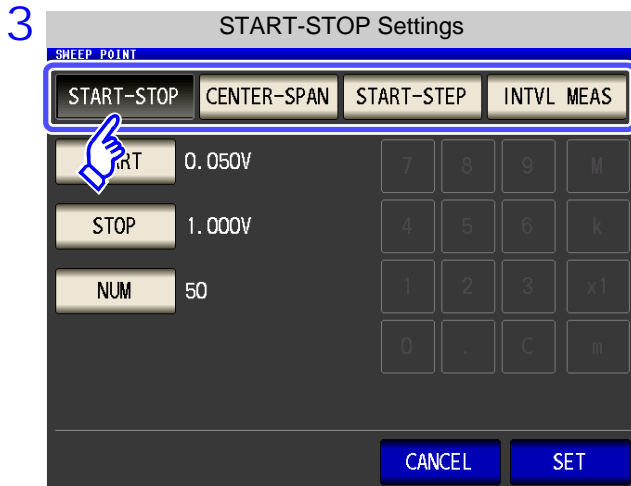 3
START-STOP Settings
SWEEP POINT
START-STOP CENTER-SPAN START-STEP INTVL MEAS
START 0.050V
7 8 9 M
STOP 1.000V
4 5 6 k
NUM 50
1 2 3 x1
0 . C m
CANCEL SET